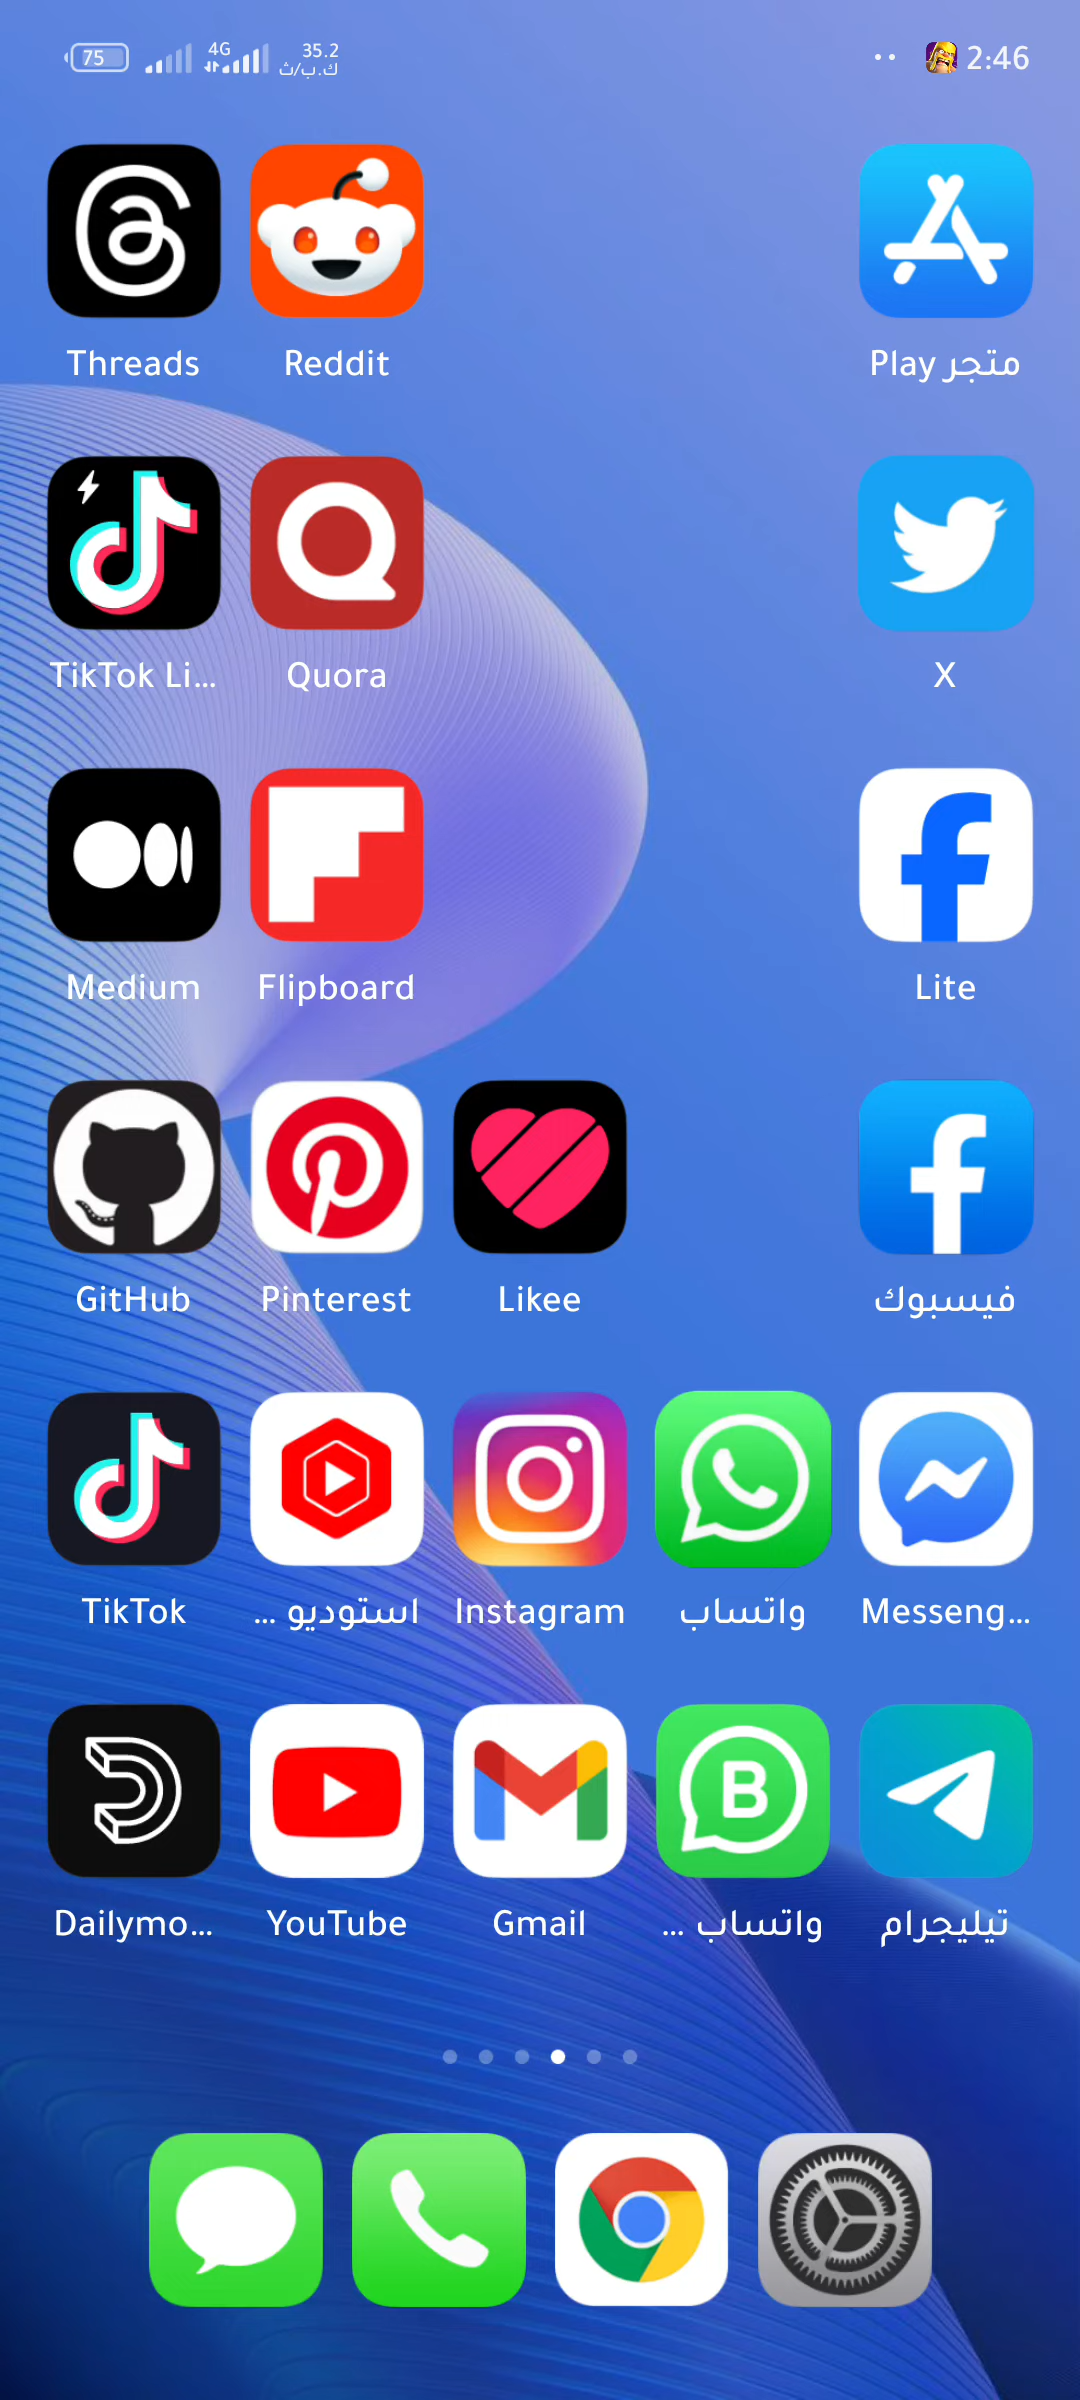 75
4G
35.2
ك.ب/ث
2:46
Threads
Reddit
متجر Play
TikTok Li...
Quora
X
Medium
Flipboard
Lite
GitHub
Pinterest
Likee
فيسبوك
TikTok
استوديو ...
Instagram
واتساب
Messeng...
Dailymo...
YouTube
Gmail
واتساب ...
تيليجرام